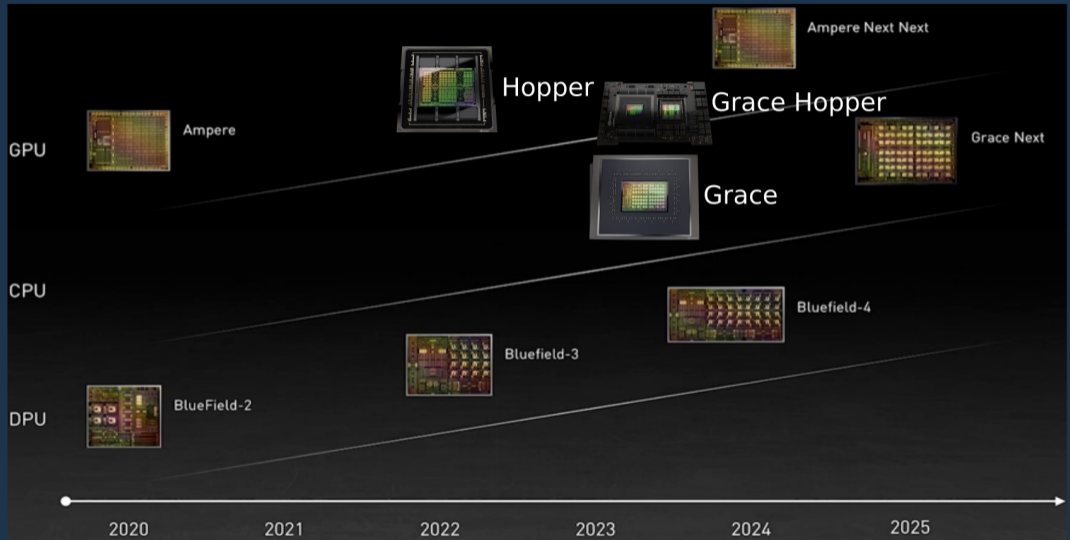 Ampere Next Next
Hopper
Grace Hopper
Ampere
GPU
Grace Next
Grace
CPU
Bluefield-4
Bluefield-3
BlueField-2
DPU
2020 2021 2022 2023 2024 2025